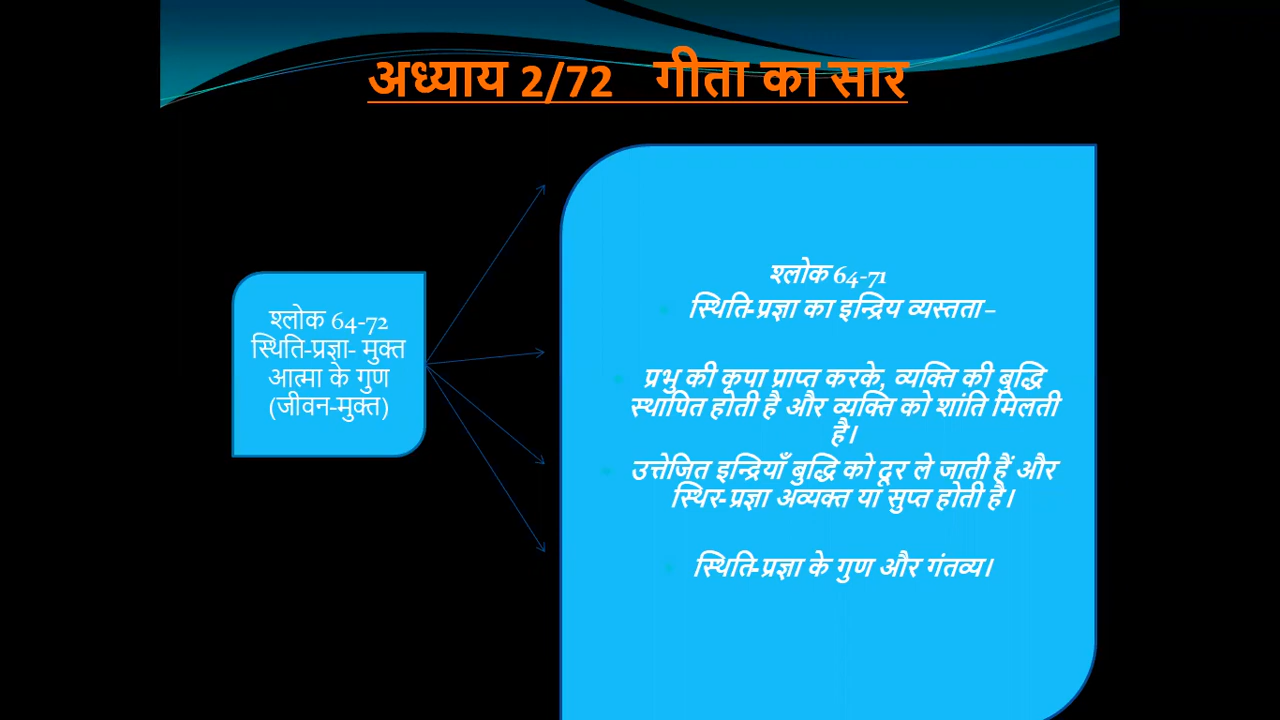 अध्याय 2/72 गीता का सार
श्लोक 64-72
स्थिति-प्रज्ञा- मुक्त
आत्मा के गुण
(जीवन-मुक्त)
श्लोक 64-71
स्थिति-प्रज्ञा का इन्द्रिय व्यस्तता–
प्रभु की कृपा प्राप्त करके, व्यक्ति की बुद्धि
स्थापित होती है और व्यक्ति को शांति मिलती
है।
उत्तेजित इन्द्रियाँ बुद्धि को दूर ले जाती हैं और
स्थिर-प्रज्ञा अव्यक्त या सुप्त होती है।
स्थिति-प्रज्ञा के गुण और गंतव्य।